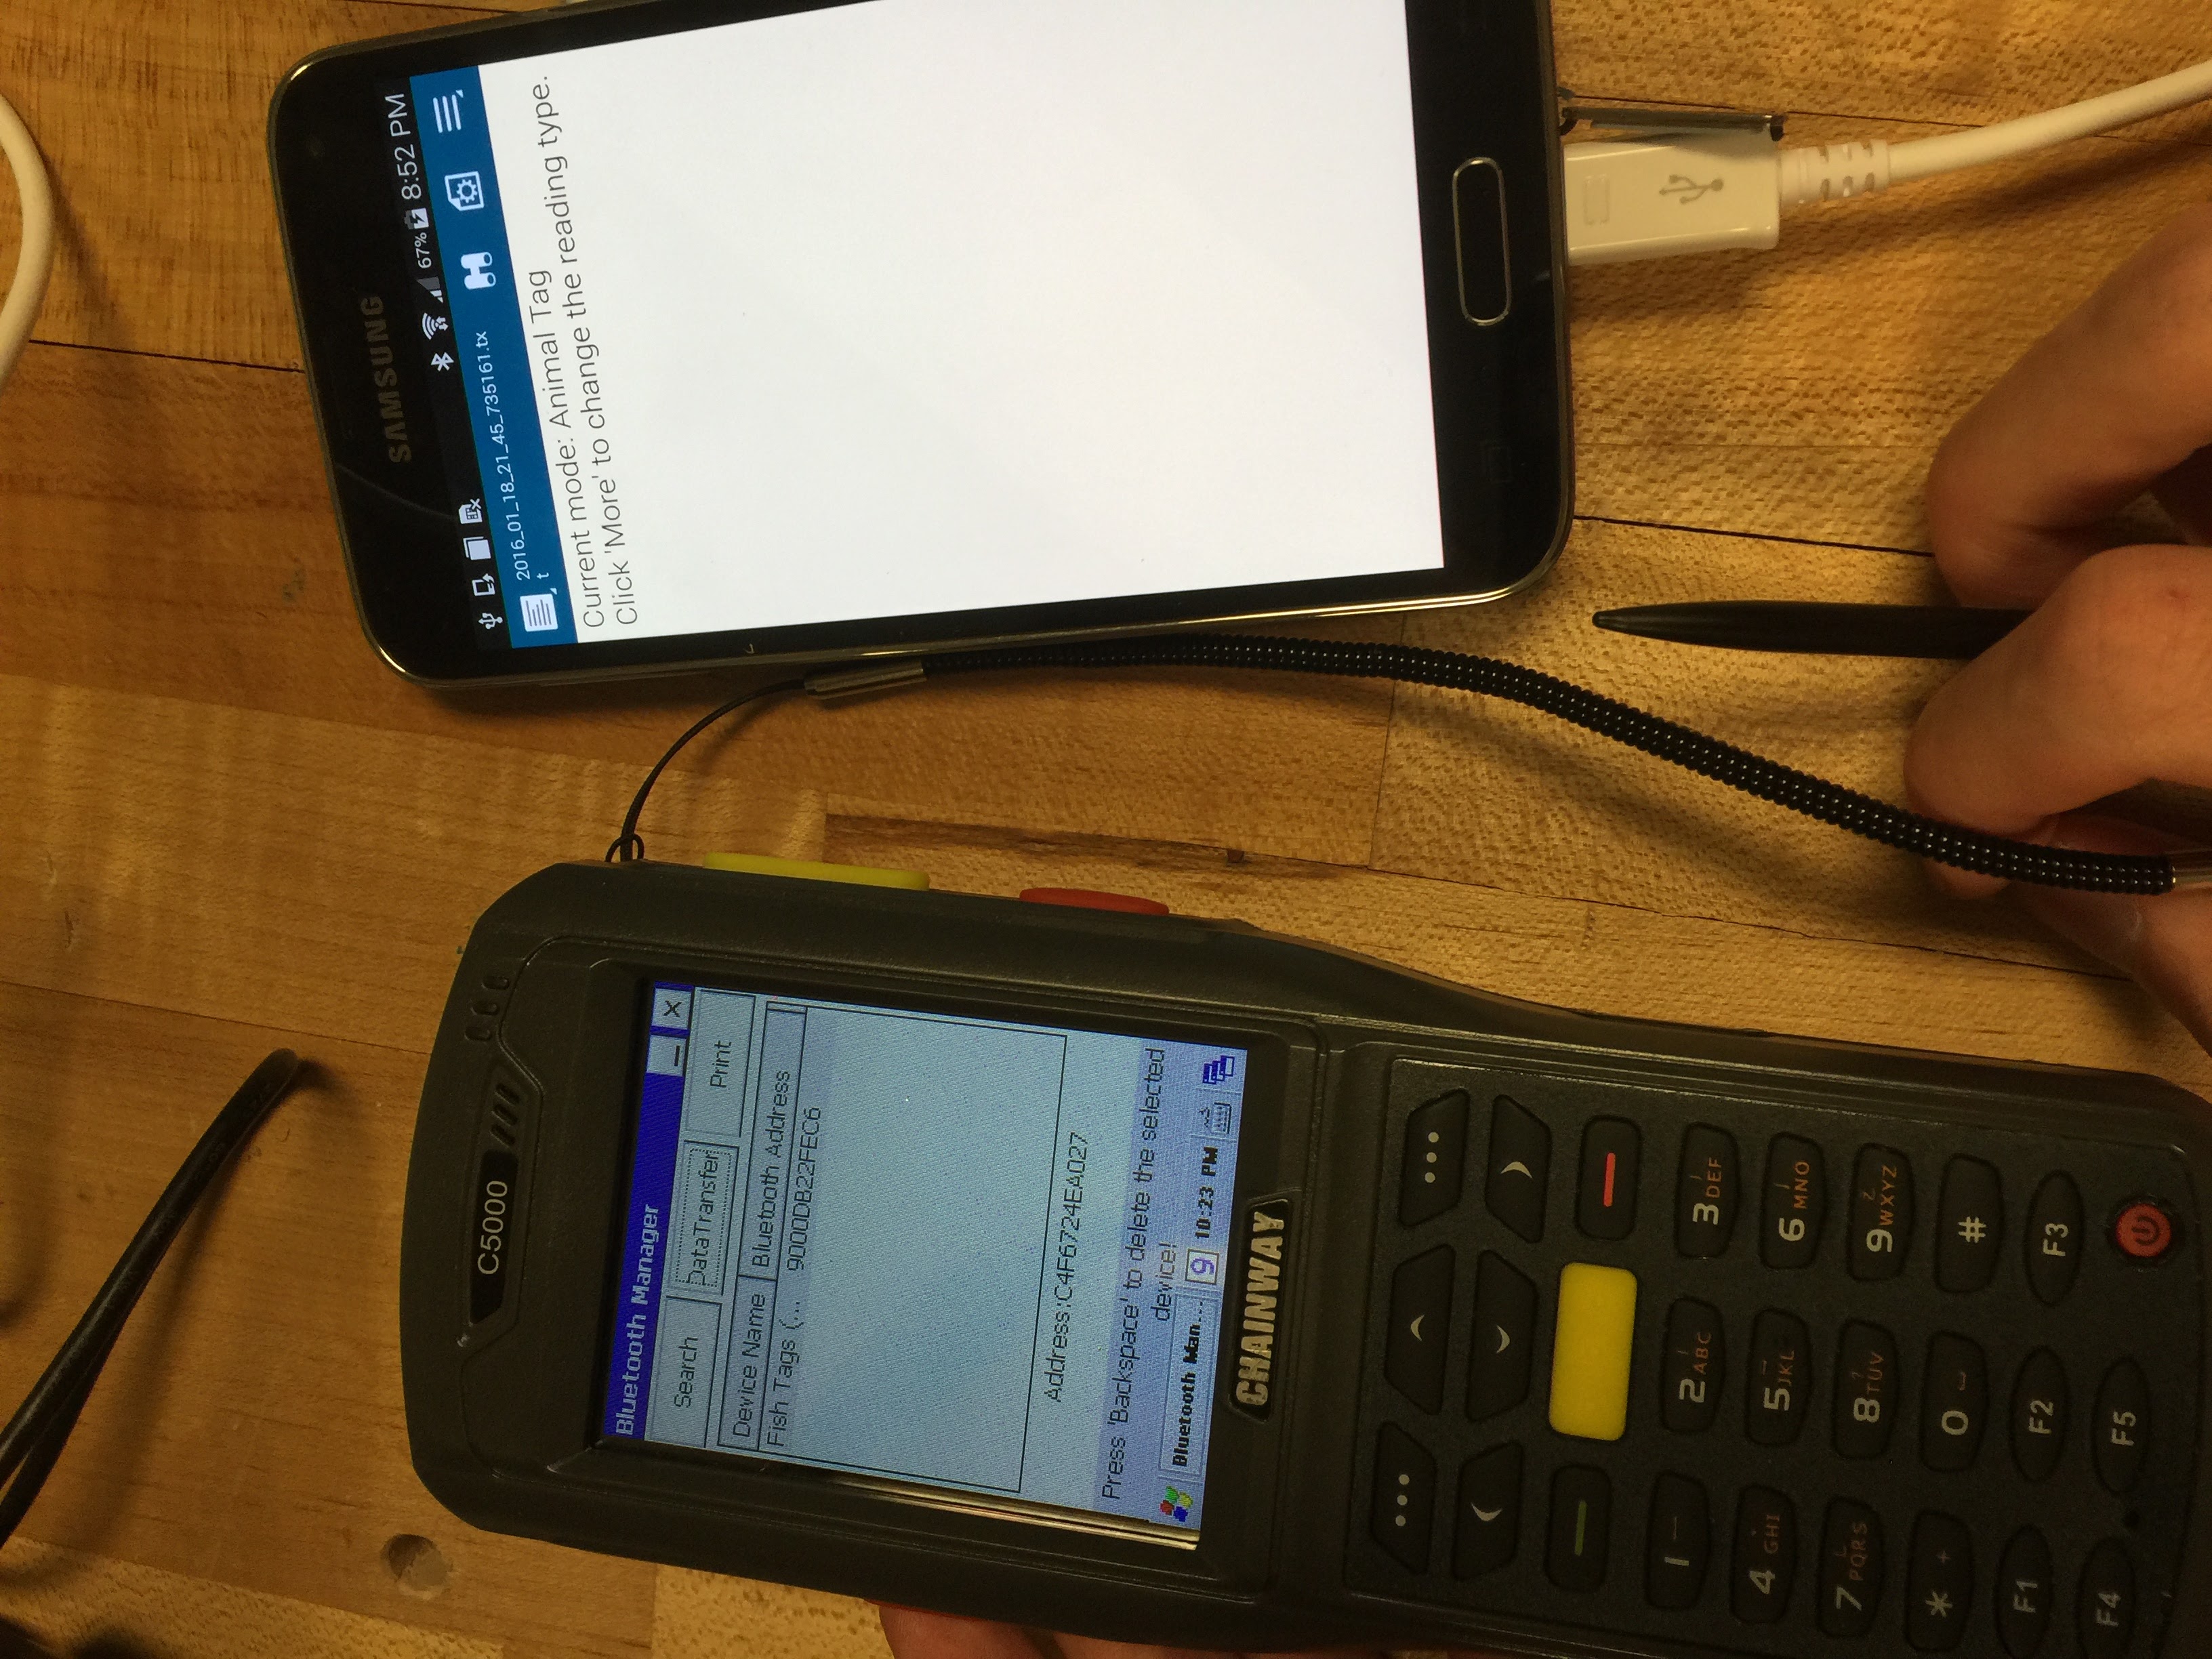 C5000
Bluetooth Manager
Search DataTransfer Print
Device Name Bluetooth Address
Fish Tags (... 9000DB22FEC6
Address:C4F6724EA027
Press 'Backspace' to delete the selected
device!
Bluetooth Man... 9 10:23 PM
CHAINWAY
1
2 ABC
3 DEF
4 GHI
5 JKL
6 MNO
7 PQRS
8 TUV
9 WXYZ
* +
0
#
F1
F2
F3
F4
F5
SAMSUNG
67% 8:52 PM
2016_01_18_21_45_735161.tx
t
Current mode: Animal Tag
Click 'More' to change the reading type.